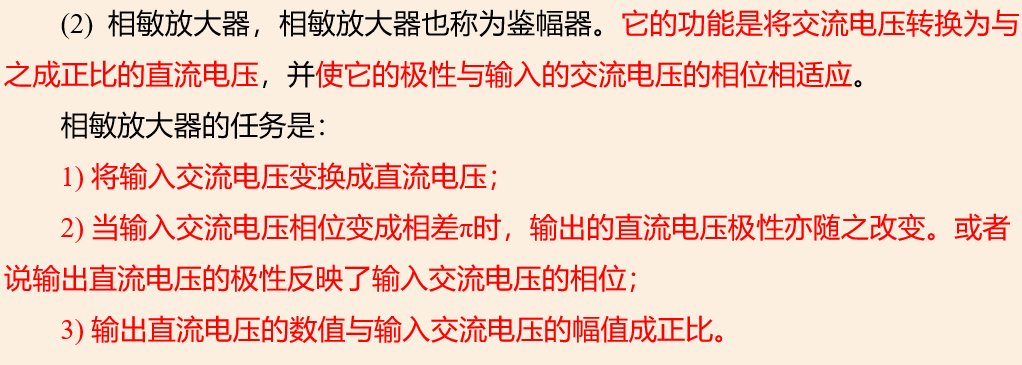 (2) 相敏放大器，相敏放大器也称为鉴幅器。它的功能是将交流电压转换为与
之成正比的直流电压，并使它的极性与输入的交流电压的相位相适应。
相敏放大器的任务是：
1) 将输入交流电压变换成直流电压；
2) 当输入交流电压相位变成相差π时，输出的直流电压极性亦随之改变。或者
说输出直流电压的极性反映了输入交流电压的相位；
3) 输出直流电压的数值与输入交流电压的幅值成正比。